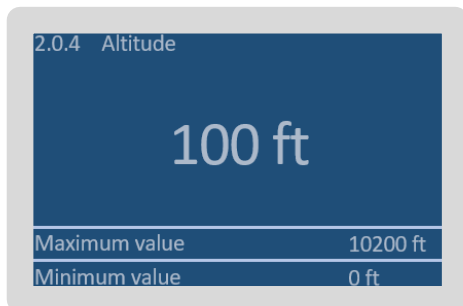 2.0.4 Altitude
100 ft
Maximum value 10200 ft
Minimum value 0 ft